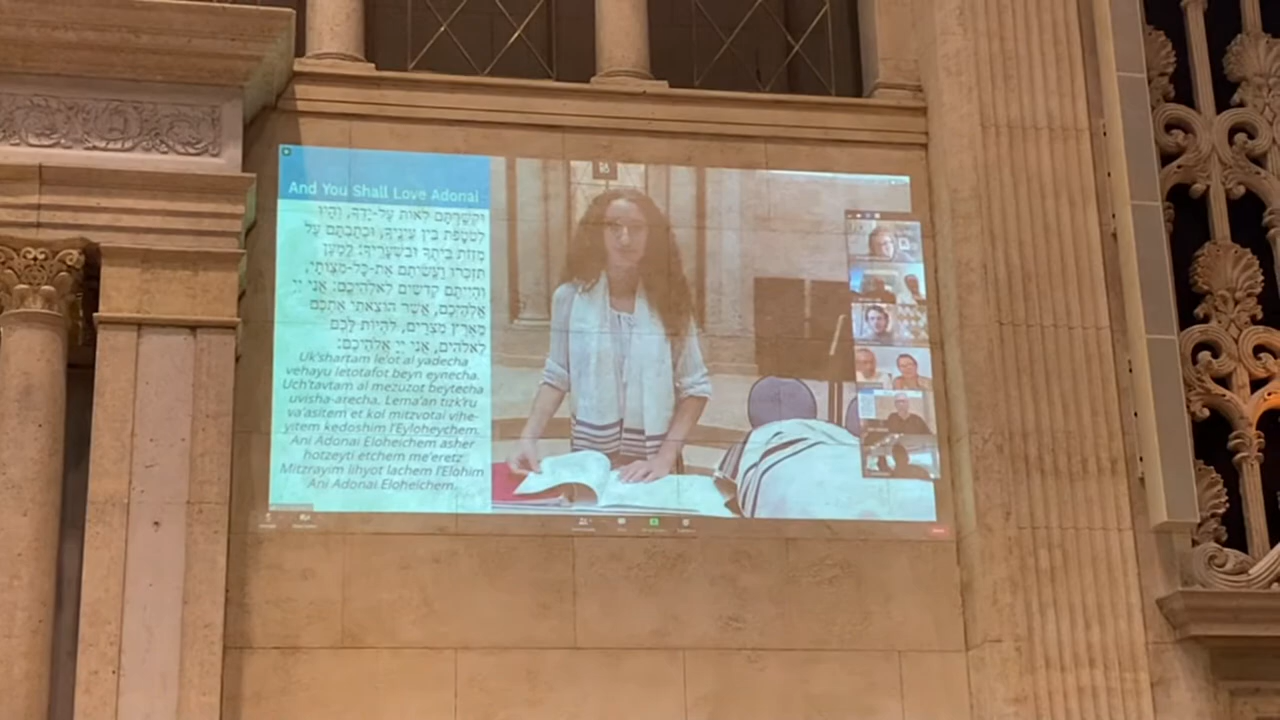 And You Shall Love Adonai
וּקְשַׁרְתָּם לְאוֹת עַל-יָדֶךָ, וְהָיוּ
לְטֹטָפֹת בֵּין עֵינֶיךָ, וּכְתַבְתָּם עַל
מְזֻזוֹת בֵּיתֶךָ וּבִשְׁעָרֶיךָ: לְמַעַן
תִּזְכְּרוּ וַעֲשִׂיתֶם אֶת-כָּל-מִצְוֹתָי,
וִהְיִיתֶם קְדֹשִׁים לֵאלֹהֵיכֶם: אֲנִי יְיָ
אֱלֹהֵיכֶם, אֲשֶׁר הוֹצֵאתִי אֶתְכֶם
מֵאֶרֶץ מִצְרַיִם, לִהְיוֹת לָכֶם
לֵאלֹהִים, אֲנִי יְיָ אֱלֹהֵיכֶם:
Uk'shartam le'ot al yadecha
vehayu letotafot beyn eynecha.
Uch'tavtam al mezuzot beytecha
uvisha-arecha. Lema'an tizk'ru
va'asitem et kol mitzvotai vihe-
yitem kedoshim l'Eyloheychem.
Ani Adonai Eloheichem asher
hotzeyti etchem me'eretz
Mitzrayim lihyot lachem l'Elohim
Ani Adonai Eloheichem.